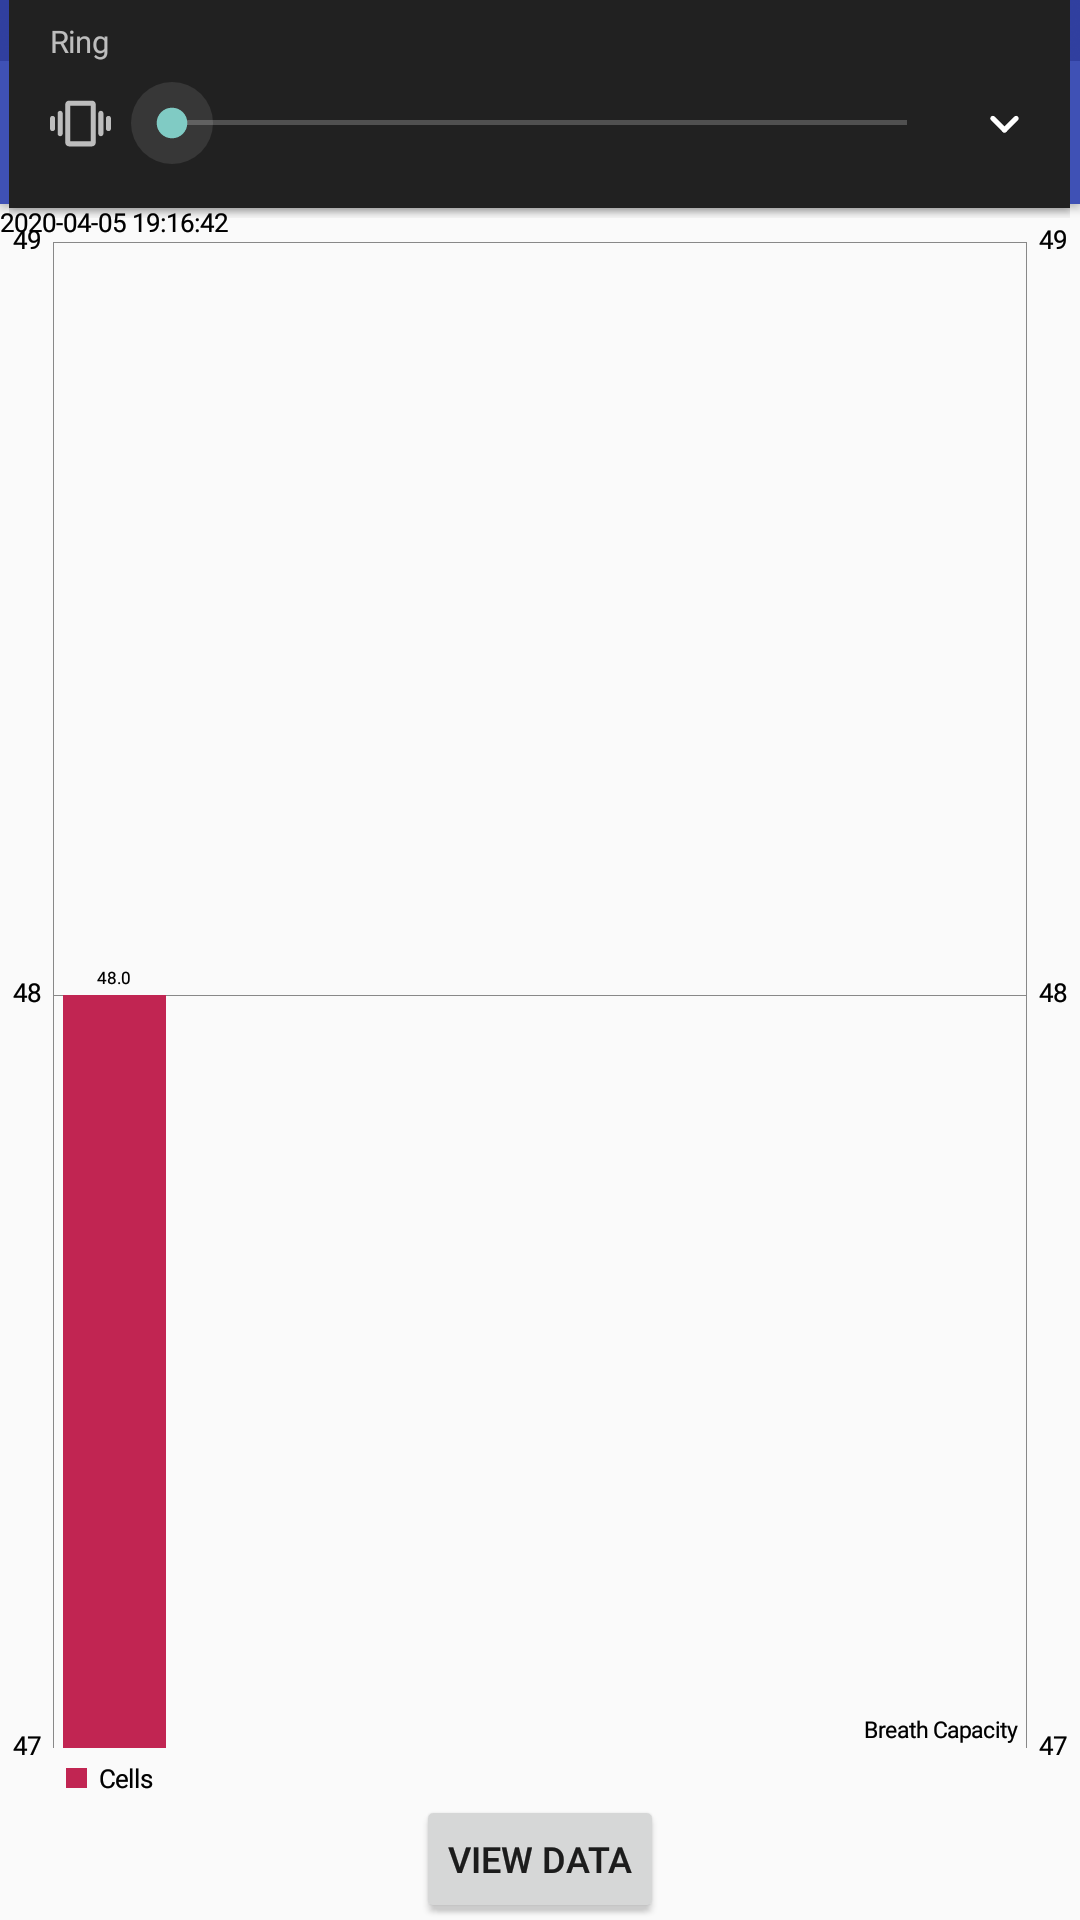 Ring
2020-04-05 19:16:42
49 49
48.0
48 48
Breath Capacity
47 47
Cells
VIEW DATA